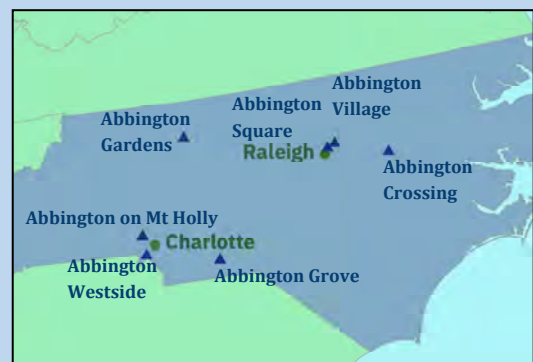 Abbington
Village
Abbington
Square
Abbington
Gardens
Raleigh
Abbington
Crossing
Abbington on Mt Holly
Charlotte
Abbington
Westside
Abbington Grove